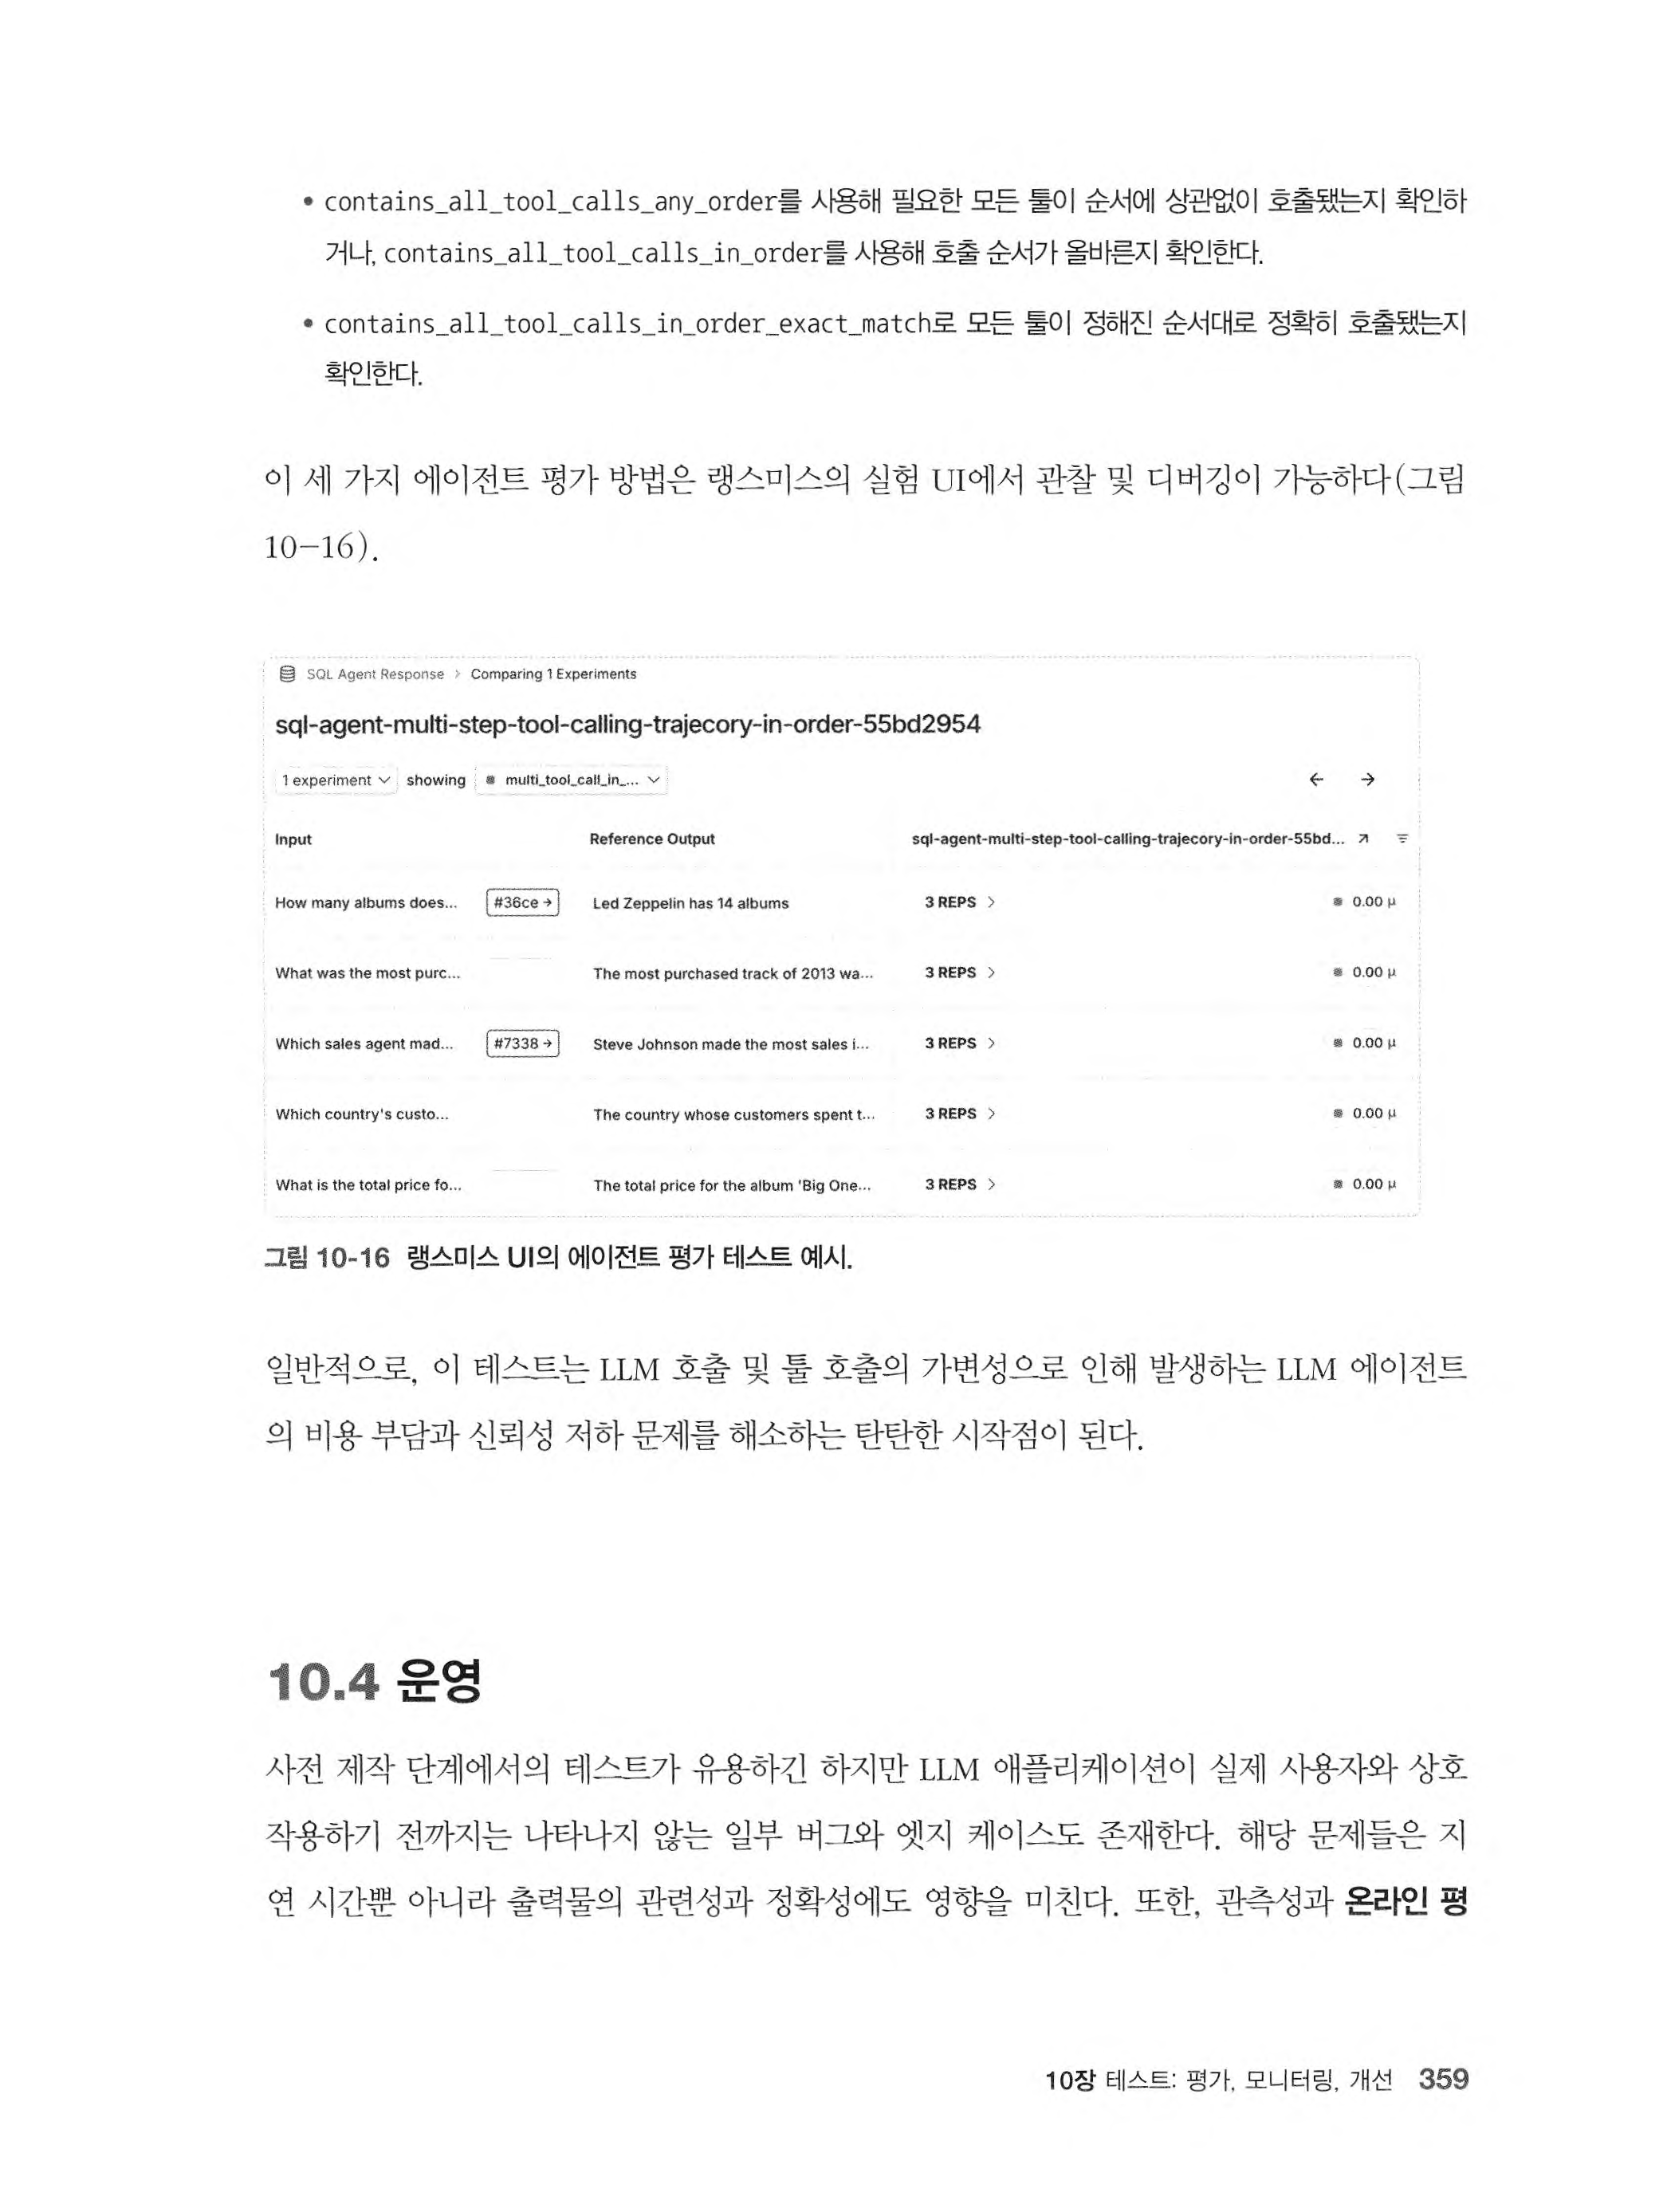 • contains_all_tool_calls_any_order를 사용해 필요한 모든 툴이 순서에 상관없이 호출됐는지 확인하
거나, contains_all_tool_calls_in_order를 사용해 호출 순서가 올바른지 확인한다.
• contains_all_tool_calls_in_order_exact_match로 모든 툴이 정해진 순서대로 정확히 호출됐는지
확인한다.
이 세 가지 에이전트 평가 방법은 랭스미스의 실험 UI에서 관찰 및 디버깅이 가능하다(그림
10-16).
SQL Agent Response > Comparing 1 Experiments
sql-agent-multi-step-tool-calling-trajecory-in-order-55bd2954
1 experiment showing multi_tool_call_in_...
Input Reference Output sql-agent-multi-step-tool-calling-trajecory-in-order-55bd...
How many albums does... #36ce → Led Zeppelin has 14 albums 3 REPS > 0.00 µ
What was the most purc... The most purchased track of 2013 wa... 3 REPS > 0.00 µ
Which sales agent mad... #7338 → Steve Johnson made the most sales i... 3 REPS > 0.00 µ
Which country's custo... The country whose customers spent t... 3 REPS > 0.00 µ
What is the total price fo... The total price for the album 'Big One... 3 REPS > 0.00 µ
그림 10-16 랭스미스 UI의 에이전트 평가 테스트 예시.
일반적으로, 이 테스트는 LLM 호출 및 툴 호출의 가변성으로 인해 발생하는 LLM 에이전트
의 비용 부담과 신뢰성 저하 문제를 해소하는 탄탄한 시작점이 된다.
10.4 운영
사전 제작 단계에서의 테스트가 유용하긴 하지만 LLM 애플리케이션이 실제 사용자와 상호
작용하기 전까지는 나타나지 않는 일부 버그와 엣지 케이스도 존재한다. 해당 문제들은 지
연 시간뿐 아니라 출력물의 관련성과 정확성에도 영향을 미친다. 또한, 관측성과 온라인 평
10장 테스트: 평가, 모니터링, 개선 359